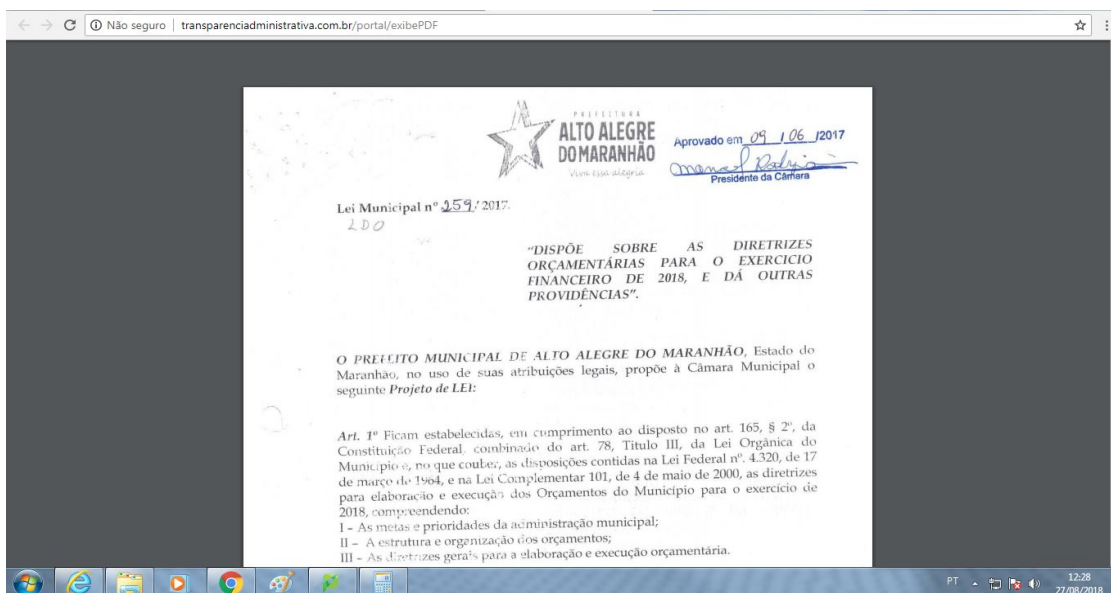 Não seguro | transparenciadministrativa.com.br/portal/exibePDF
PREFEITURA
ALTO ALEGRE
DO MARANHÃO
Viva essa alegria
Aprovado em 09 / 06 /2017
Presidente da Câmara
Lei Municipal nº 259/ 2017.
LDO
"DISPÕE SOBRE AS DIRETRIZES
ORÇAMENTÁRIAS PARA O EXERCICIO
FINANCEIRO DE 2018, E DÁ OUTRAS
PROVIDÊNCIAS".
O PREFEITO MUNICIPAL DE ALTO ALEGRE DO MARANHÃO, Estado do
Maranhão, no uso de suas atribuições legais, propõe à Câmara Municipal o
seguinte Projeto de LEI:
Art. 1º Ficam estabelecidas, em cumprimento ao disposto no art. 165, § 2º, da
Constituição Federal, combinado do art. 78, Titulo III, da Lei Orgânica do
Município e, no que couber, as disposições contidas na Lei Federal nº. 4.320, de 17
de março de 1964, e na Lei Complementar 101, de 4 de maio de 2000, as diretrizes
para elaboração e execução dos Orçamentos do Município para o exercício de
2018, compreendendo:
I – As metas e prioridades da administração municipal;
II – A estrutura e organização dos orçamentos;
III – As diretrizes gerais para a elaboração e execução orçamentária.
PT
12:28
27/08/2018